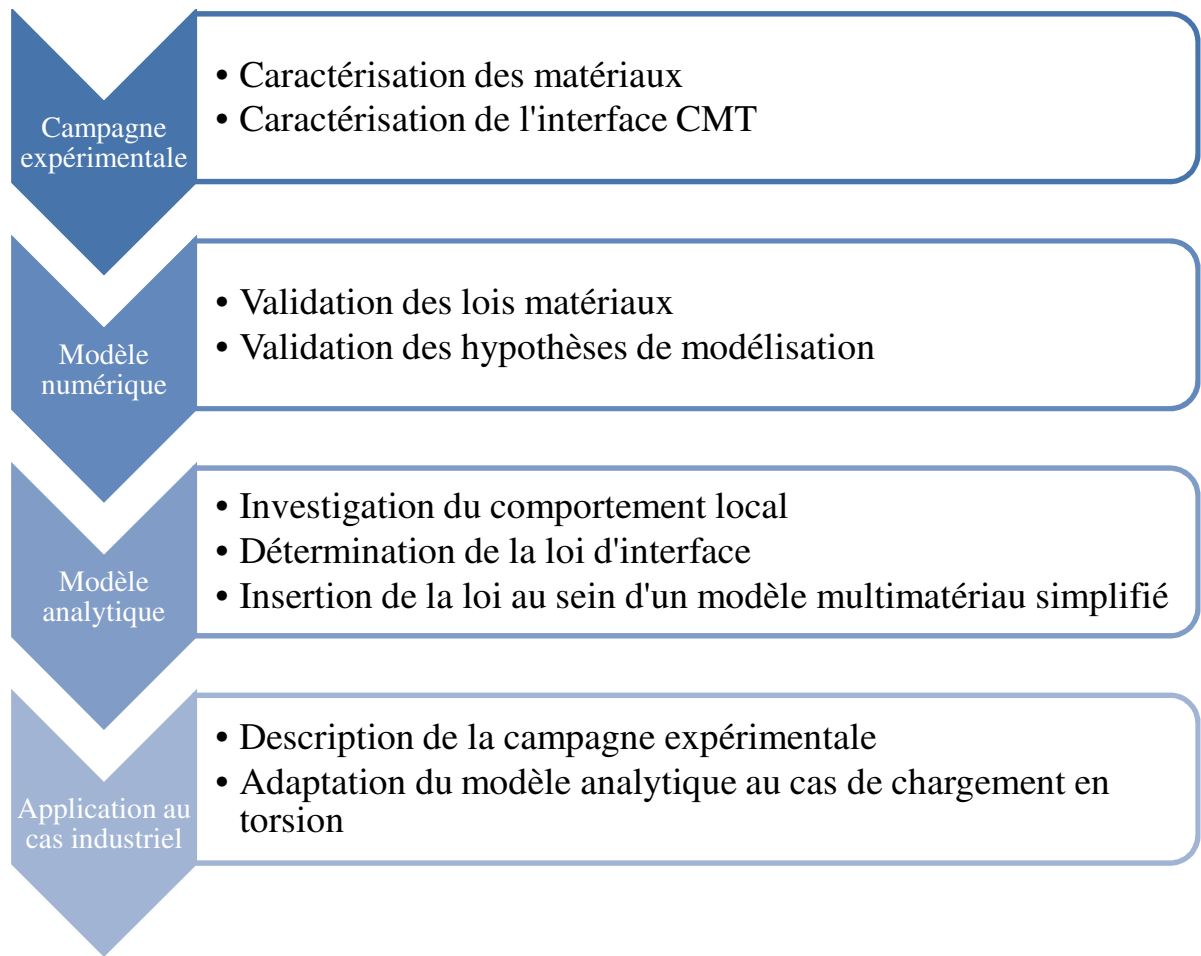 Campagne
expérimentale
• Caractérisation des matériaux
• Caractérisation de l'interface CMT
Modèle
numérique
• Validation des lois matériaux
• Validation des hypothèses de modélisation
Modèle
analytique
• Investigation du comportement local
• Détermination de la loi d'interface
• Insertion de la loi au sein d'un modèle multimatériau simplifié
Application au
cas industriel
• Description de la campagne expérimentale
• Adaptation du modèle analytique au cas de chargement en
torsion